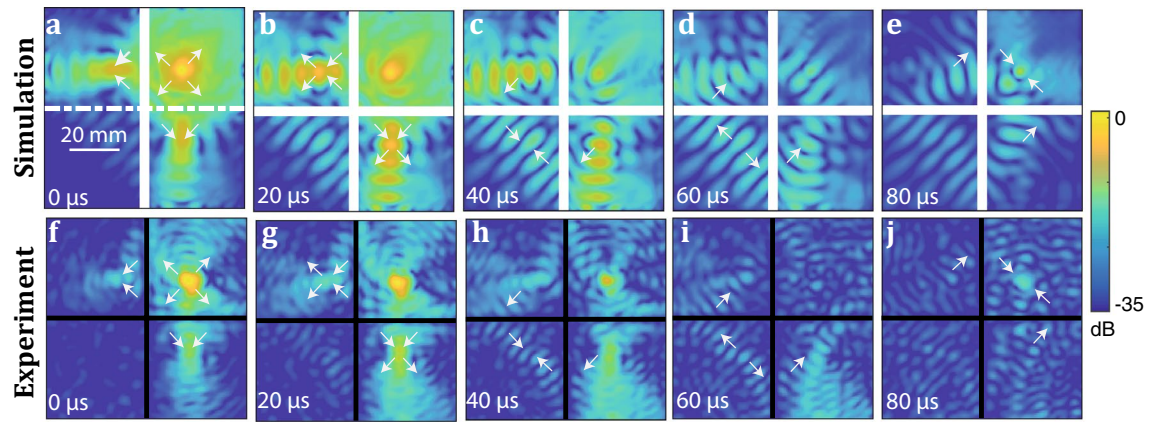 Simulation
a
b
c
d
e
20 mm
0 µs
20 µs
40 µs
60 µs
80 µs
0
-35
dB
Experiment
f
g
h
i
j
0 µs
20 µs
40 µs
60 µs
80 µs